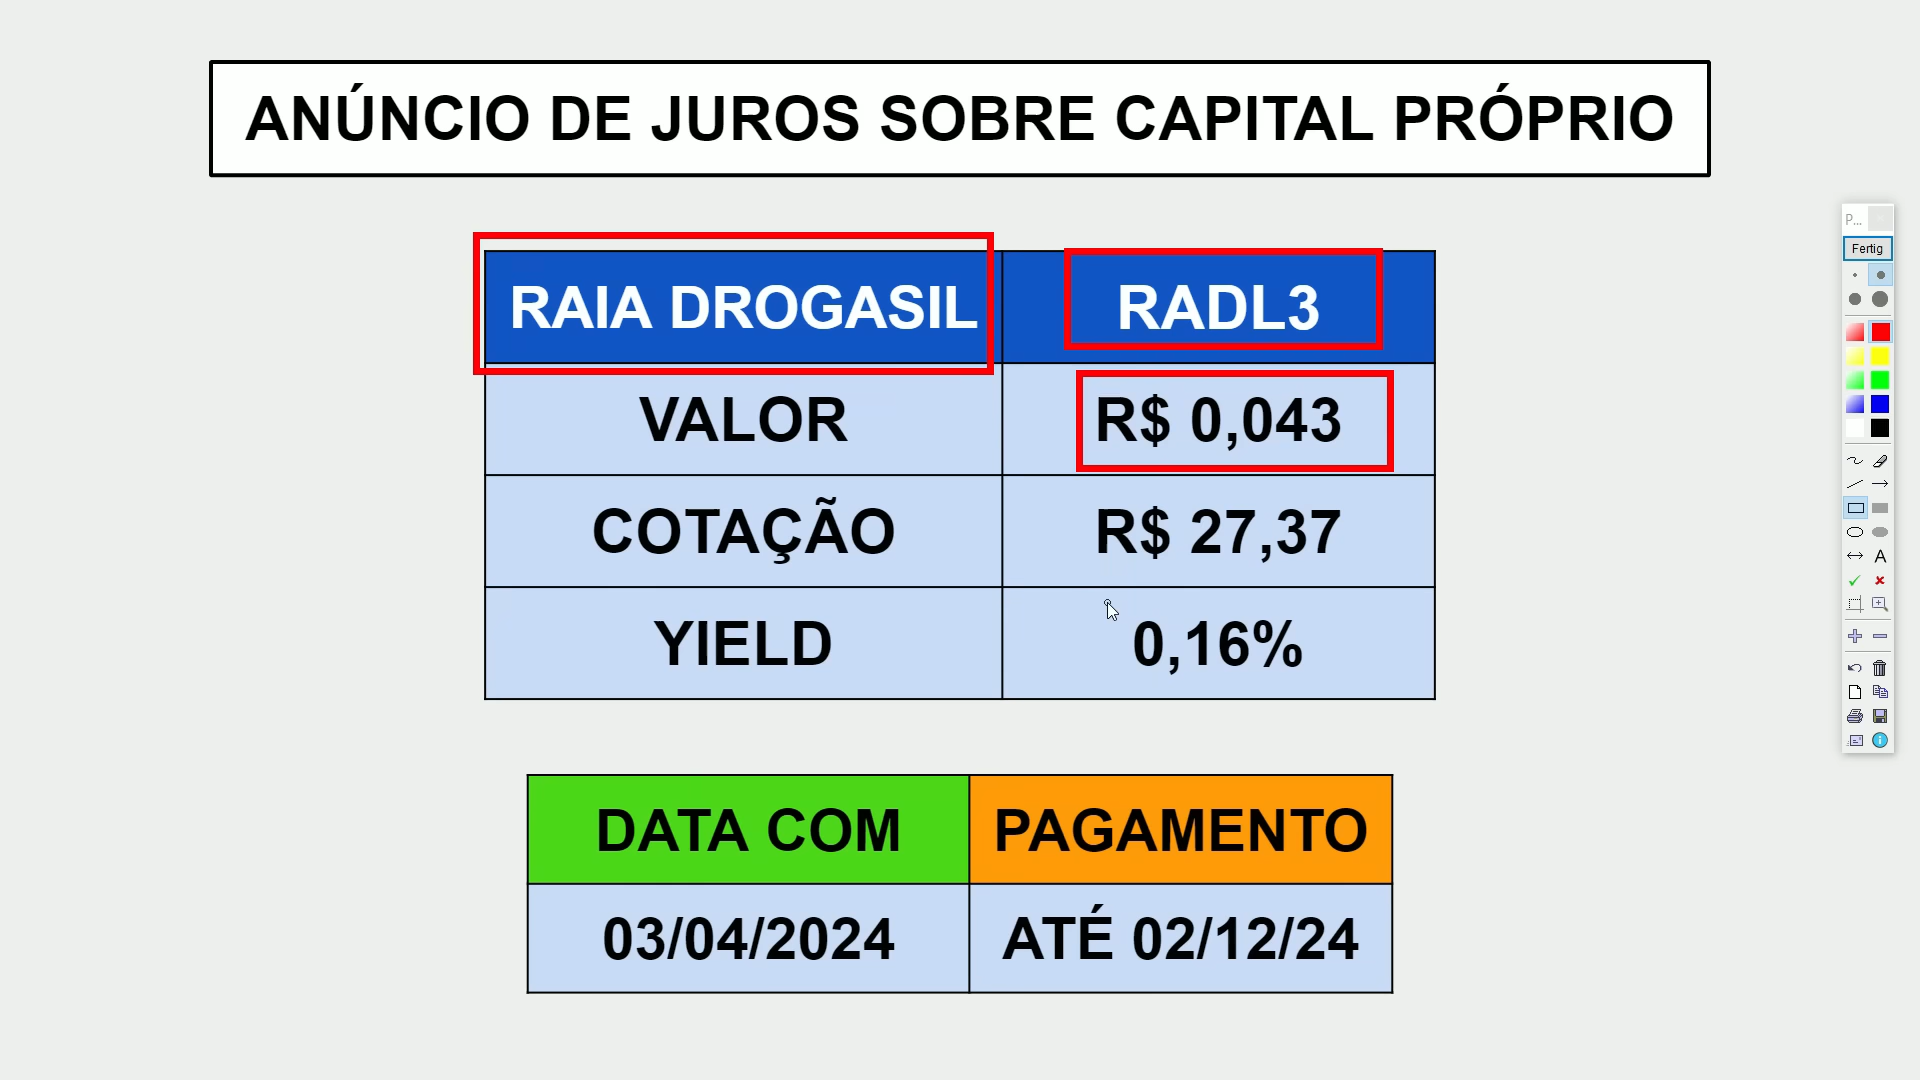 ANÚNCIO DE JUROS SOBRE CAPITAL PRÓPRIO
RAIA DROGASIL RADL3
VALOR R$ 0,043
COTAÇÃO R$ 27,37
YIELD 0,16%
DATA COM PAGAMENTO
03/04/2024 ATÉ 02/12/24
P...
Fertig
A